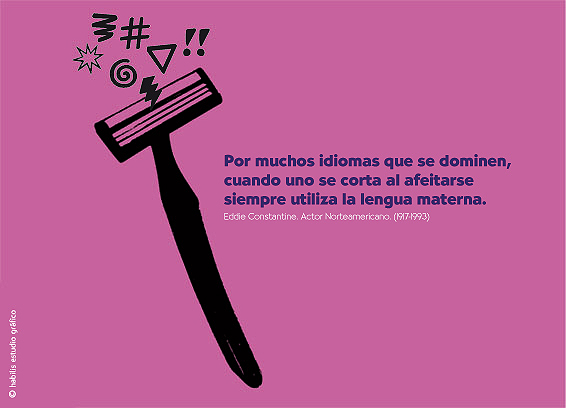 #
!!
Por muchos idiomas que se dominen,
cuando uno se corta al afeitarse
siempre utiliza la lengua materna.
Eddie Constantine. Actor Norteamericano. (1917-1993)
© habilis estudio gráfico